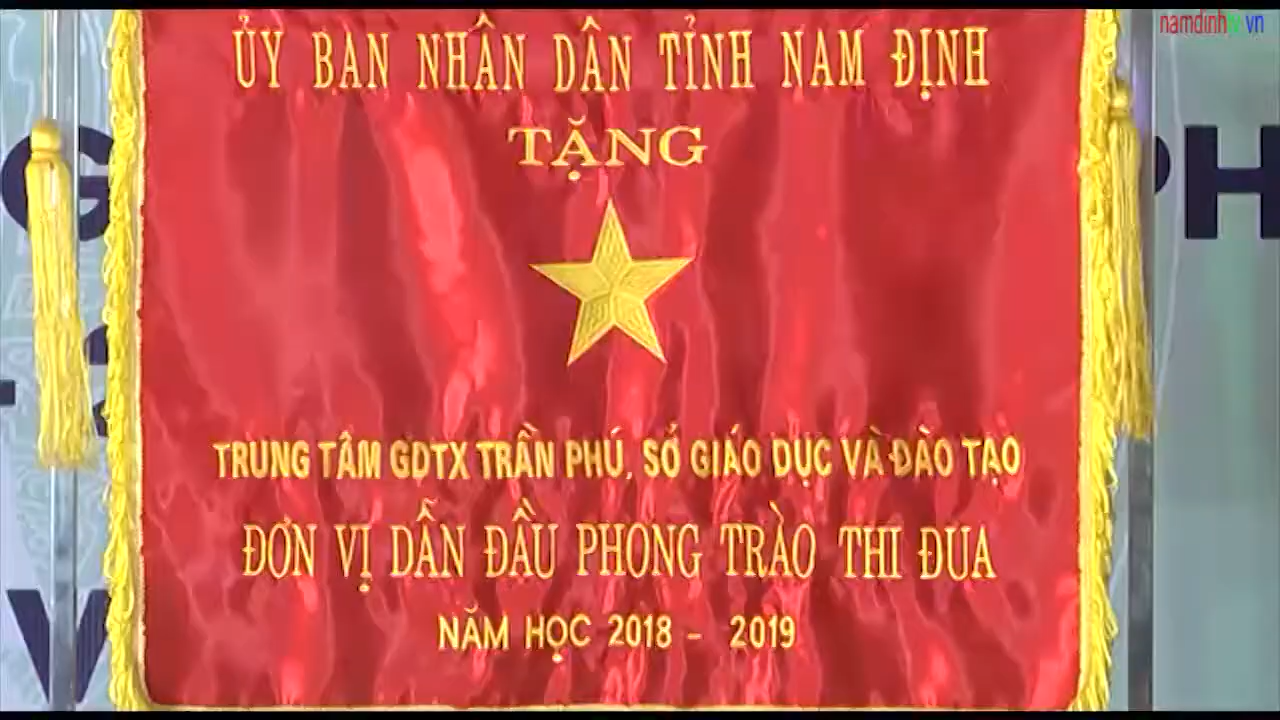 namdinhtv.vn
ỦY BAN NHÂN DÂN TỈNH NAM ĐỊNH
TẶNG
TRUNG TÂM GDTX TRẦN PHÚ, SỞ GIÁO DỤC VÀ ĐÀO TẠO
ĐƠN VỊ DẪN ĐẦU PHONG TRÀO THI ĐUA
NĂM HỌC 2018 - 2019